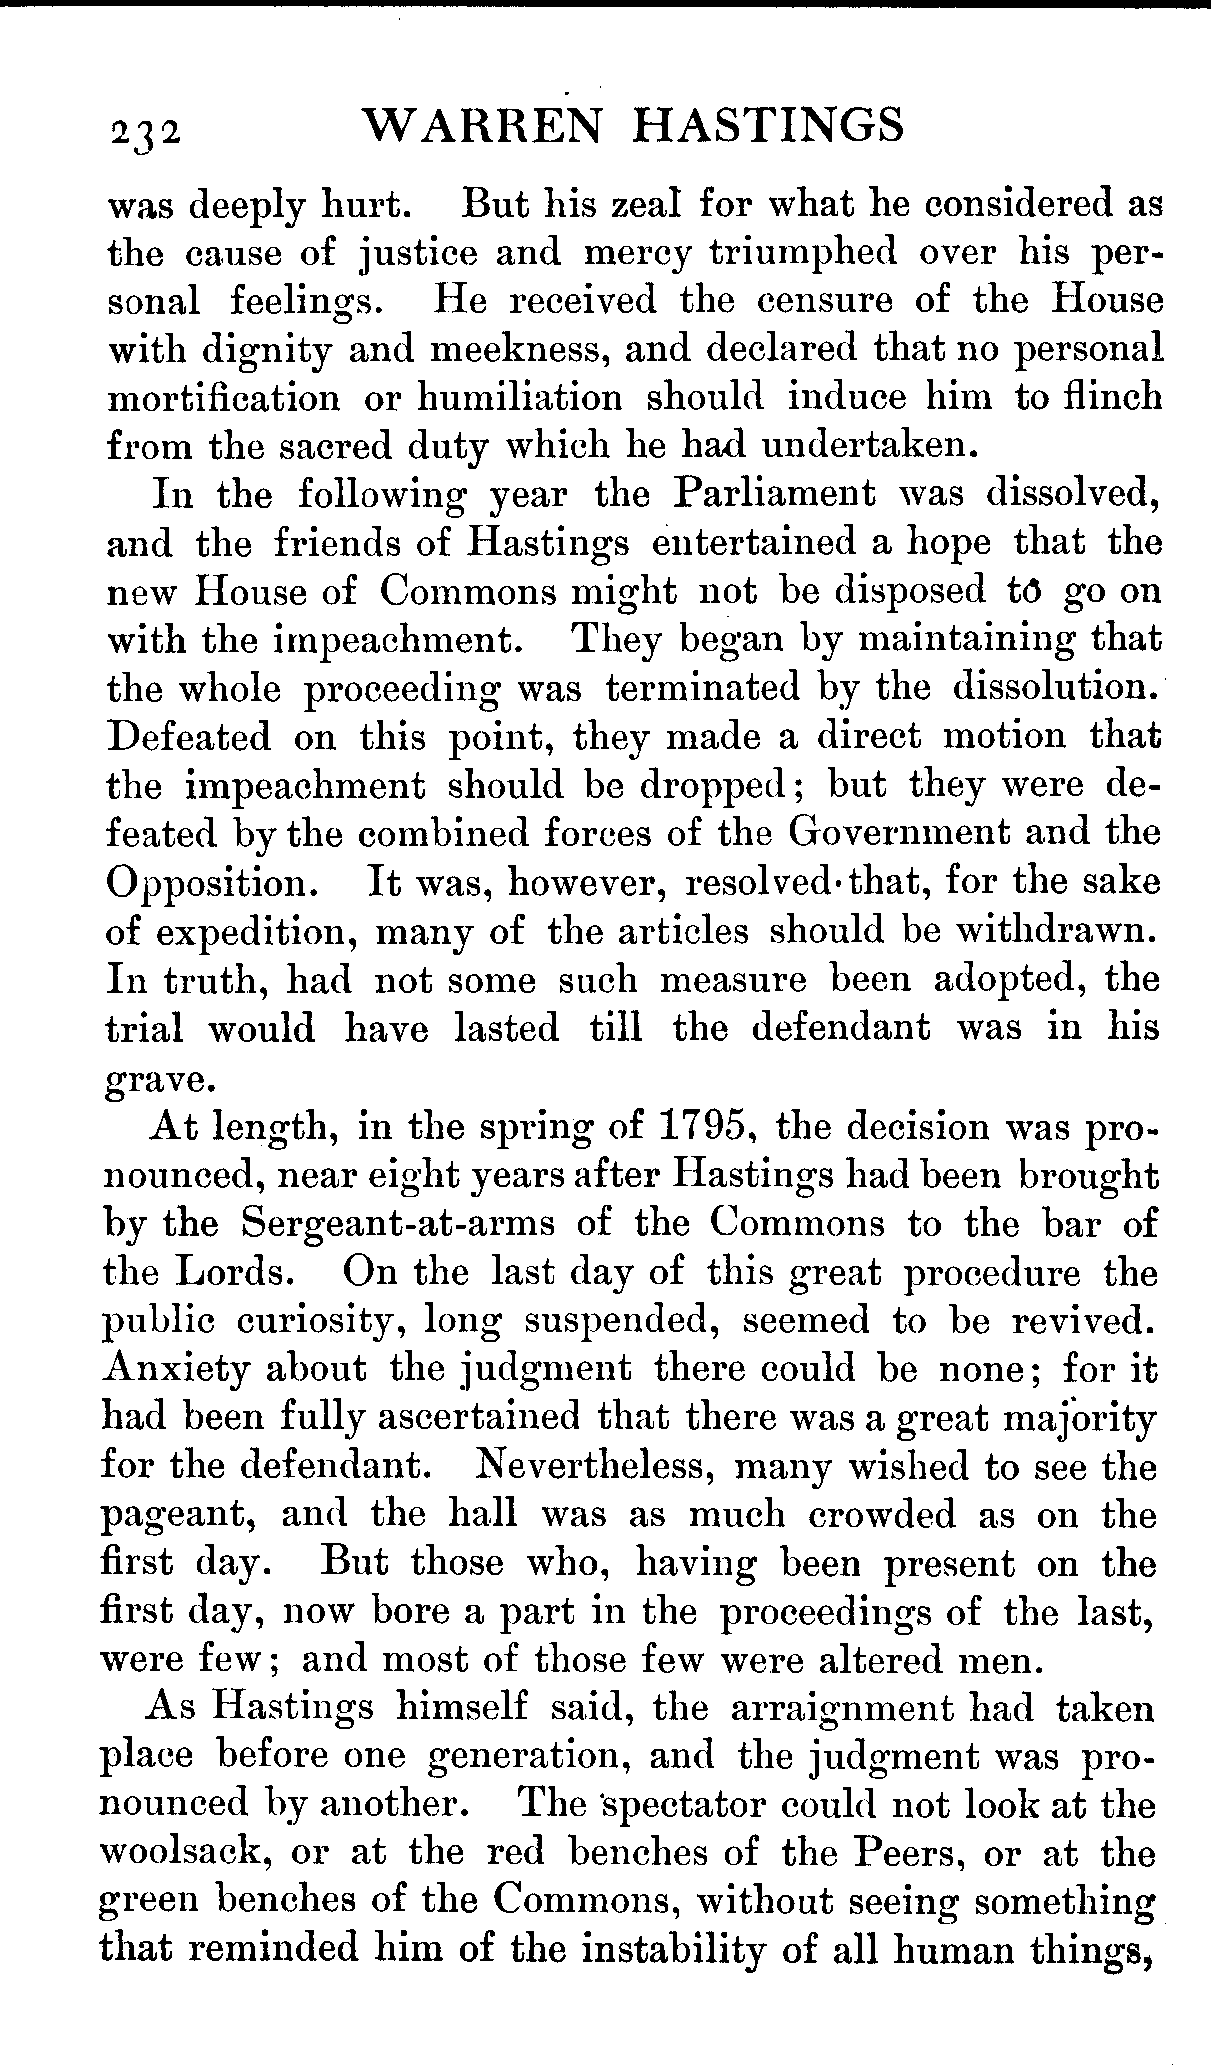 232 WARREN HASTINGS
was deeply hurt. But his zeal for what he considered as
the cause of justice and mercy triumphed over his per-
sonal feelings. He received the censure of the House
with dignity and meekness, and declared that no personal
mortification or humiliation should induce him to flinch
from the sacred duty which he had undertaken.
In the following year the Parliament was dissolved,
and the friends of Hastings entertained a hope that the
new House of Commons might not be disposed to go on
with the impeachment. They began by maintaining that
the whole proceeding was terminated by the dissolution.
Defeated on this point, they made a direct motion that
the impeachment should be dropped; but they were de-
feated by the combined forces of the Government and the
Opposition. It was, however, resolved that, for the sake
of expedition, many of the articles should be withdrawn.
In truth, had not some such measure been adopted, the
trial would have lasted till the defendant was in his
grave.
At length, in the spring of 1795, the decision was pro-
nounced, near eight years after Hastings had been brought
by the Sergeant-at-arms of the Commons to the bar of
the Lords. On the last day of this great procedure the
public curiosity, long suspended, seemed to be revived.
Anxiety about the judgment there could be none; for it
had been fully ascertained that there was a great majority
for the defendant. Nevertheless, many wished to see the
pageant, and the hall was as much crowded as on the
first day. But those who, having been present on the
first day, now bore a part in the proceedings of the last,
were few; and most of those few were altered men.
As Hastings himself said, the arraignment had taken
place before one generation, and the judgment was pro-
nounced by another. The spectator could not look at the
woolsack, or at the red benches of the Peers, or at the
green benches of the Commons, without seeing something
that reminded him of the instability of all human things,